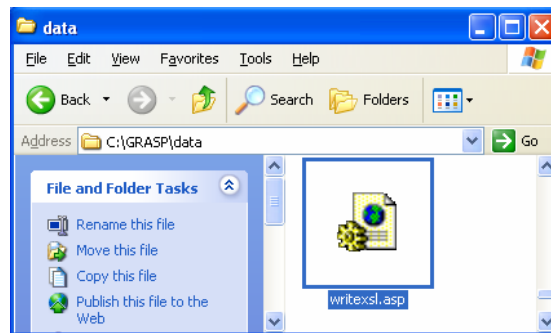 data
File Edit View Favorites Tools Help
Back Search Folders
Address C:\GRASP\data Go
File and Folder Tasks
Rename this file
Move this file
Copy this file
Publish this file to the
Web
writexsl.asp